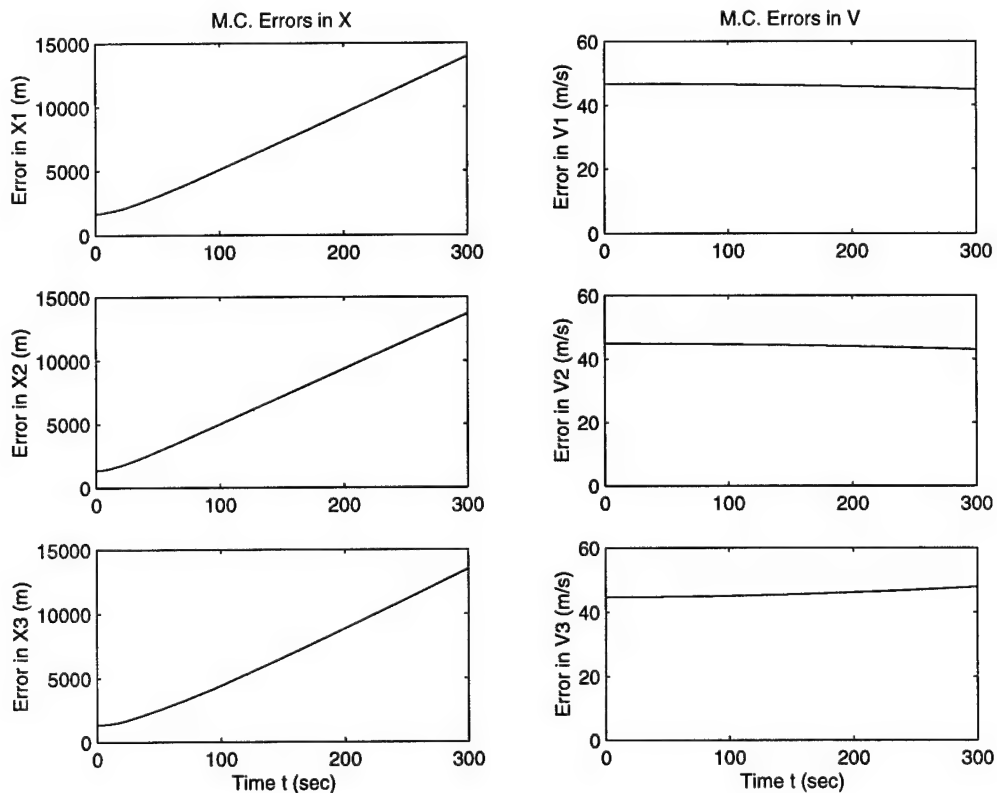 M.C. Errors in X
15000
10000
5000
0
Error in X1 (m)
0 100 200 300
M.C. Errors in V
60
40
20
0
Error in V1 (m/s)
0 100 200 300
15000
10000
5000
0
Error in X2 (m)
0 100 200 300
60
40
20
0
Error in V2 (m/s)
0 100 200 300
15000
10000
5000
0
Error in X3 (m)
0 100 200 300
Time t (sec)
60
40
20
0
Error in V3 (m/s)
0 100 200 300
Time t (sec)